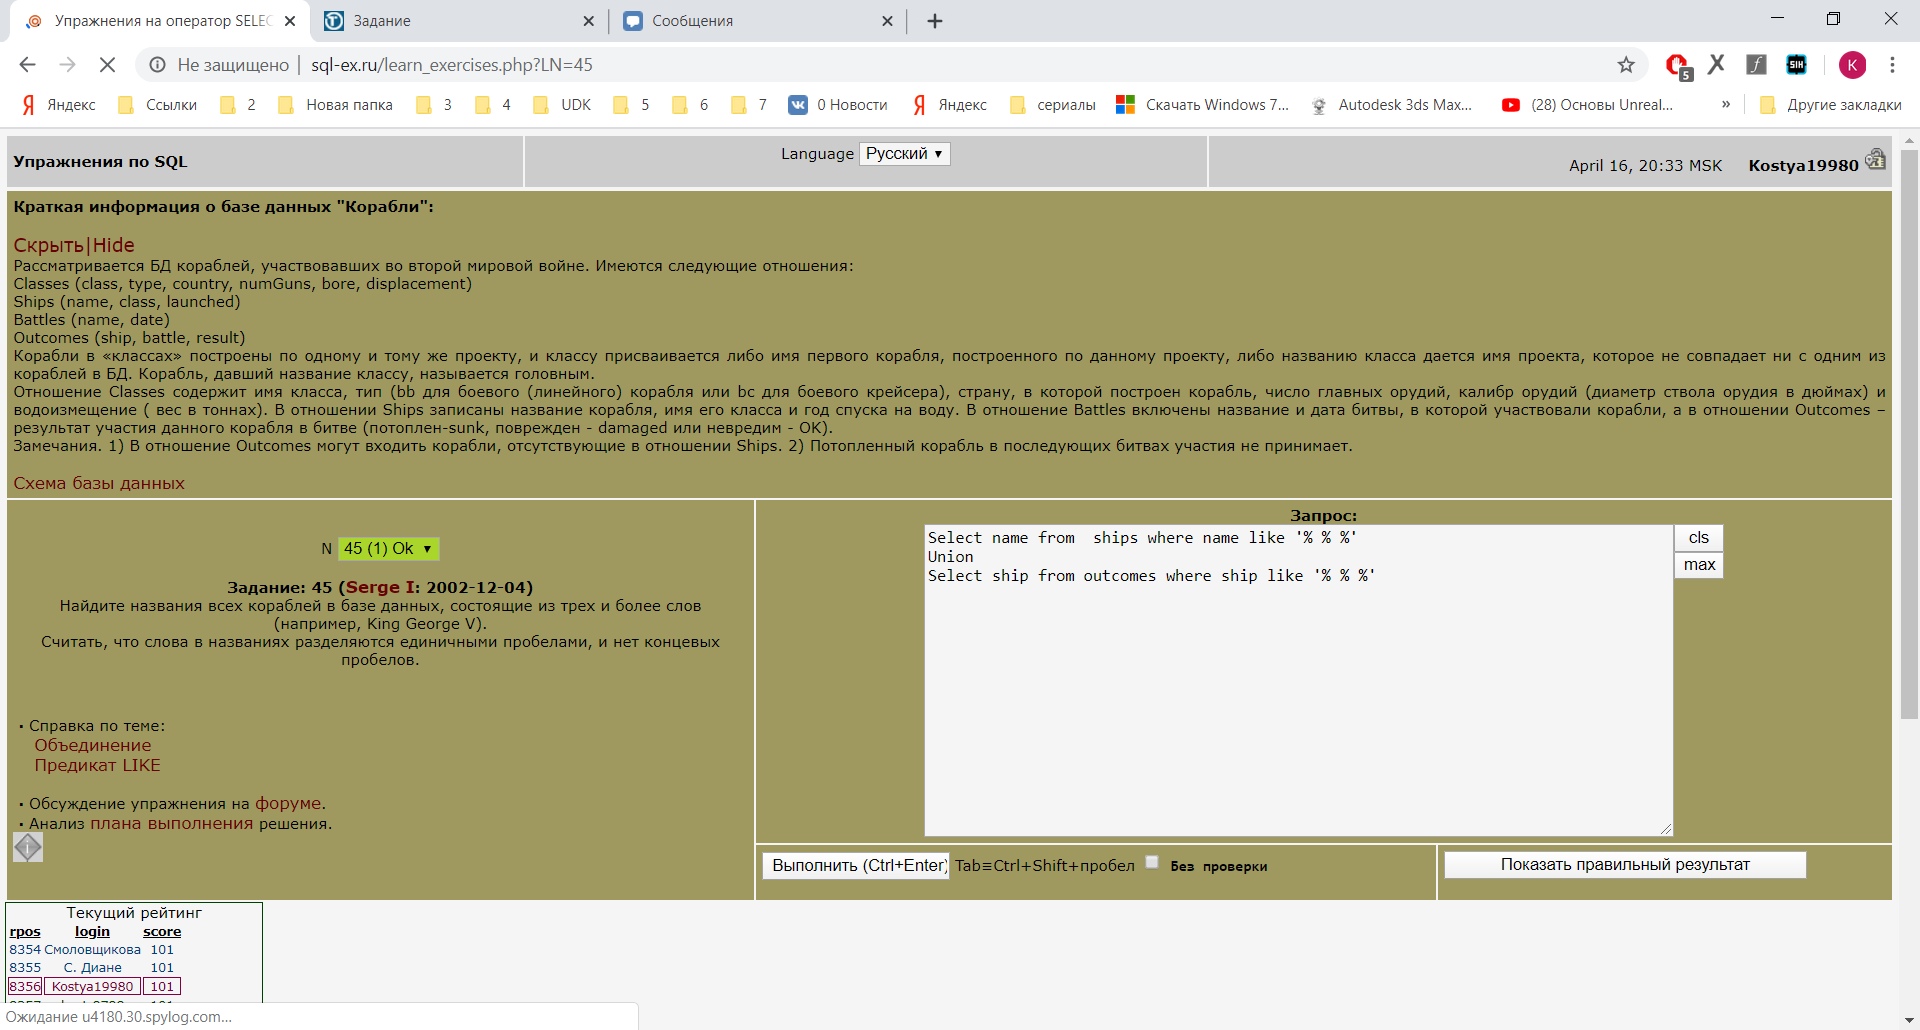 Упражнения на оператор SELEC
Задание
Сообщения
Не защищено | sql-ex.ru/learn_exercises.php?LN=45
5
SIH
K
Яндекс
Ссылки
2
Новая папка
3
4
UDK
5
6
7
0 Новости
Яндекс
сериалы
Скачать Windows 7...
Autodesk 3ds Max...
(28) Основы Unreal...
»
Другие закладки
Упражнения по SQL
Language Русский
April 16, 20:33 MSK Kostya19980
Краткая информация о базе данных "Корабли":
Скрыть|Hide
Рассматривается БД кораблей, участвовавших во второй мировой войне. Имеются следующие отношения:
Classes (class, type, country, numGuns, bore, displacement)
Ships (name, class, launched)
Battles (name, date)
Outcomes (ship, battle, result)
Корабли в «классах» построены по одному и тому же проекту, и классу присваивается либо имя первого корабля, построенного по данному проекту, либо названию класса дается имя проекта, которое не совпадает ни с одним из
кораблей в БД. Корабль, давший название классу, называется головным.
Отношение Classes содержит имя класса, тип (bb для боевого (линейного) корабля или bc для боевого крейсера), страну, в которой построен корабль, число главных орудий, калибр орудий (диаметр ствола орудия в дюймах) и
водоизмещение ( вес в тоннах). В отношении Ships записаны название корабля, имя его класса и год спуска на воду. В отношение Battles включены название и дата битвы, в которой участвовали корабли, а в отношении Outcomes –
результат участия данного корабля в битве (потоплен-sunk, поврежден - damaged или невредим - OK).
Замечания. 1) В отношение Outcomes могут входить корабли, отсутствующие в отношении Ships. 2) Потопленный корабль в последующих битвах участия не принимает.
Схема базы данных
N 45 (1) Ok
Задание: 45 (Serge I: 2002-12-04)
Найдите названия всех кораблей в базе данных, состоящие из трех и более слов
(например, King George V).
Считать, что слова в названиях разделяются единичными пробелами, и нет концевых
пробелов.
• Справка по теме:
Объединение
Предикат LIKE
• Обсуждение упражнения на форуме.
• Анализ плана выполнения решения.
Запрос:
Select name from  ships where name like '% % %'
Union
Select ship from outcomes where ship like '% % %'
cls
max
Выполнить (Ctrl+Enter) Tab≡Ctrl+Shift+пробел Без проверки
Показать правильный результат
Текущий рейтинг
rpos login score
8354 Смоловщикова 101
8355 С. Диане 101
8356 Kostya19980 101
Ожидание u4180.30.spylog.com...